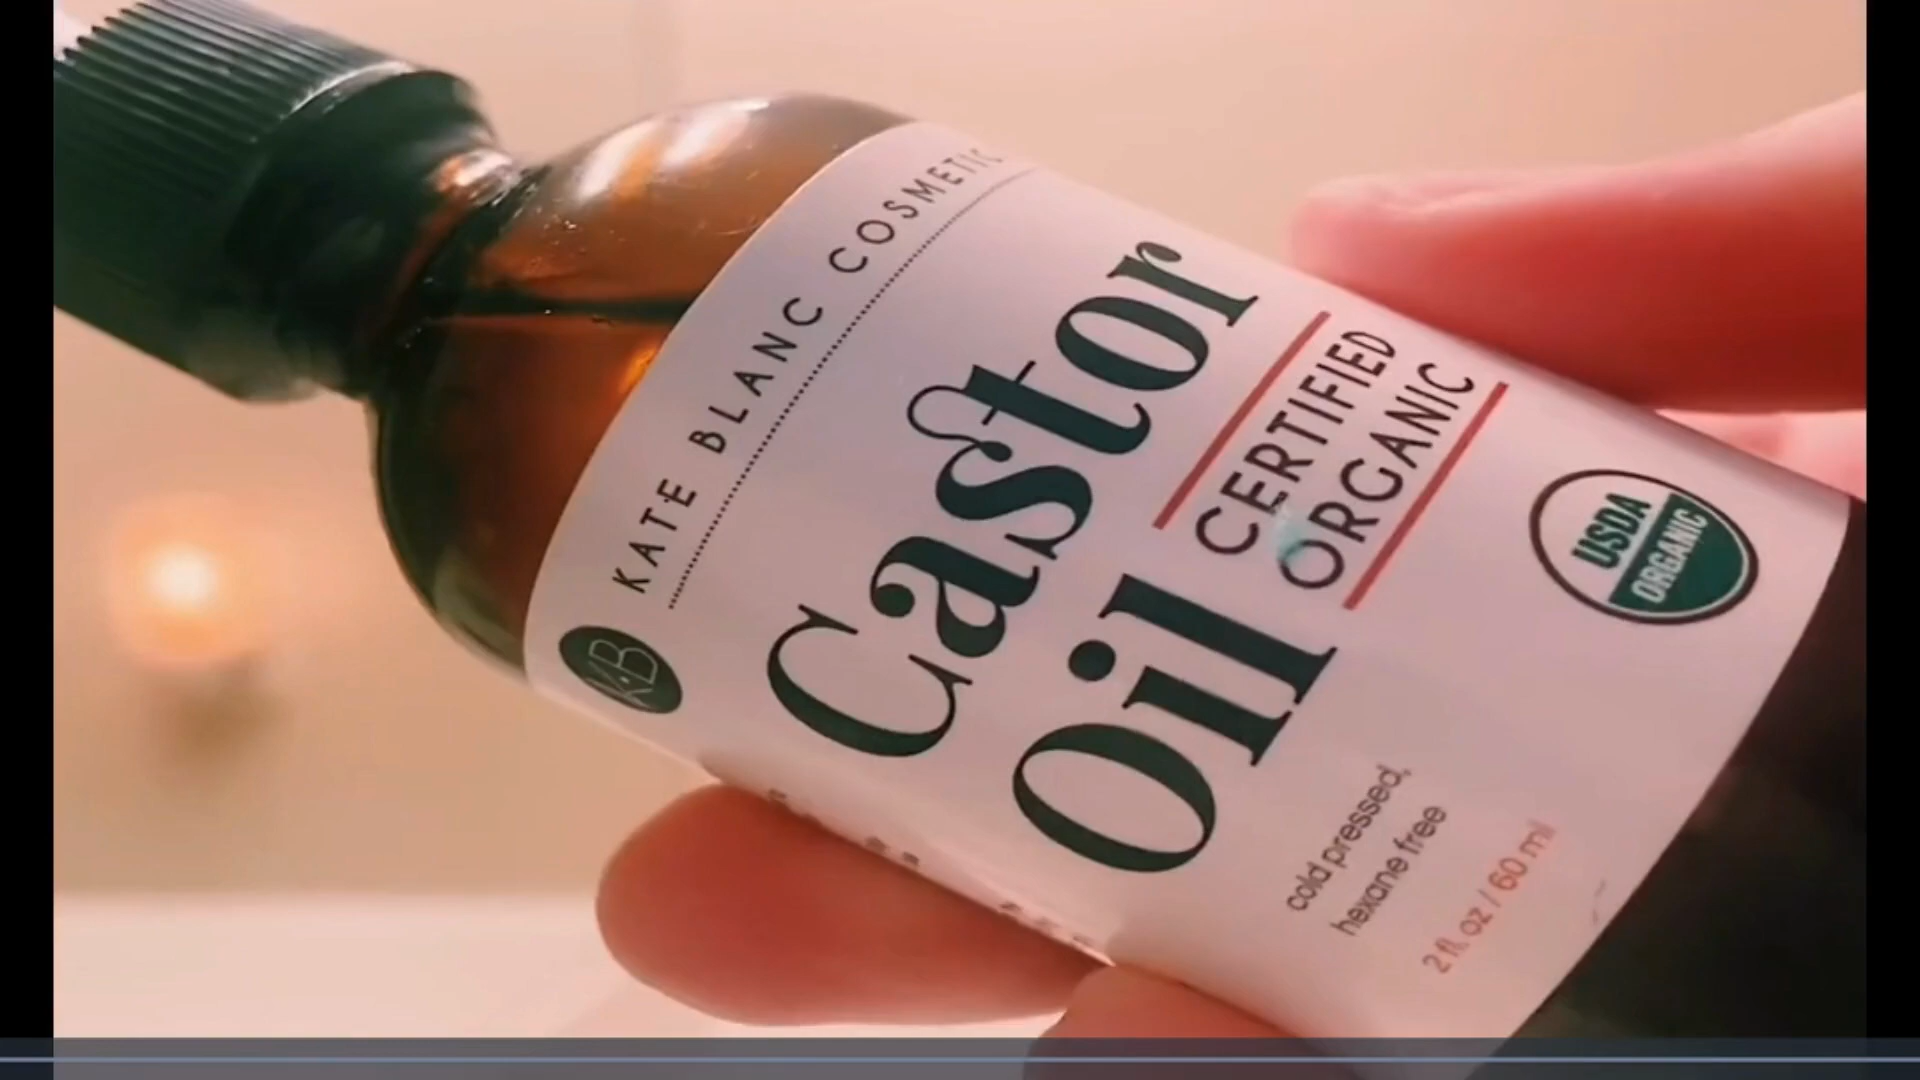 KATE BLANC COSMETIC
KB
Castor
Oil
CERTIFIED
ORGANIC
USDA
ORGANIC
cold pressed,
hexane free
2 fl. oz / 60 ml